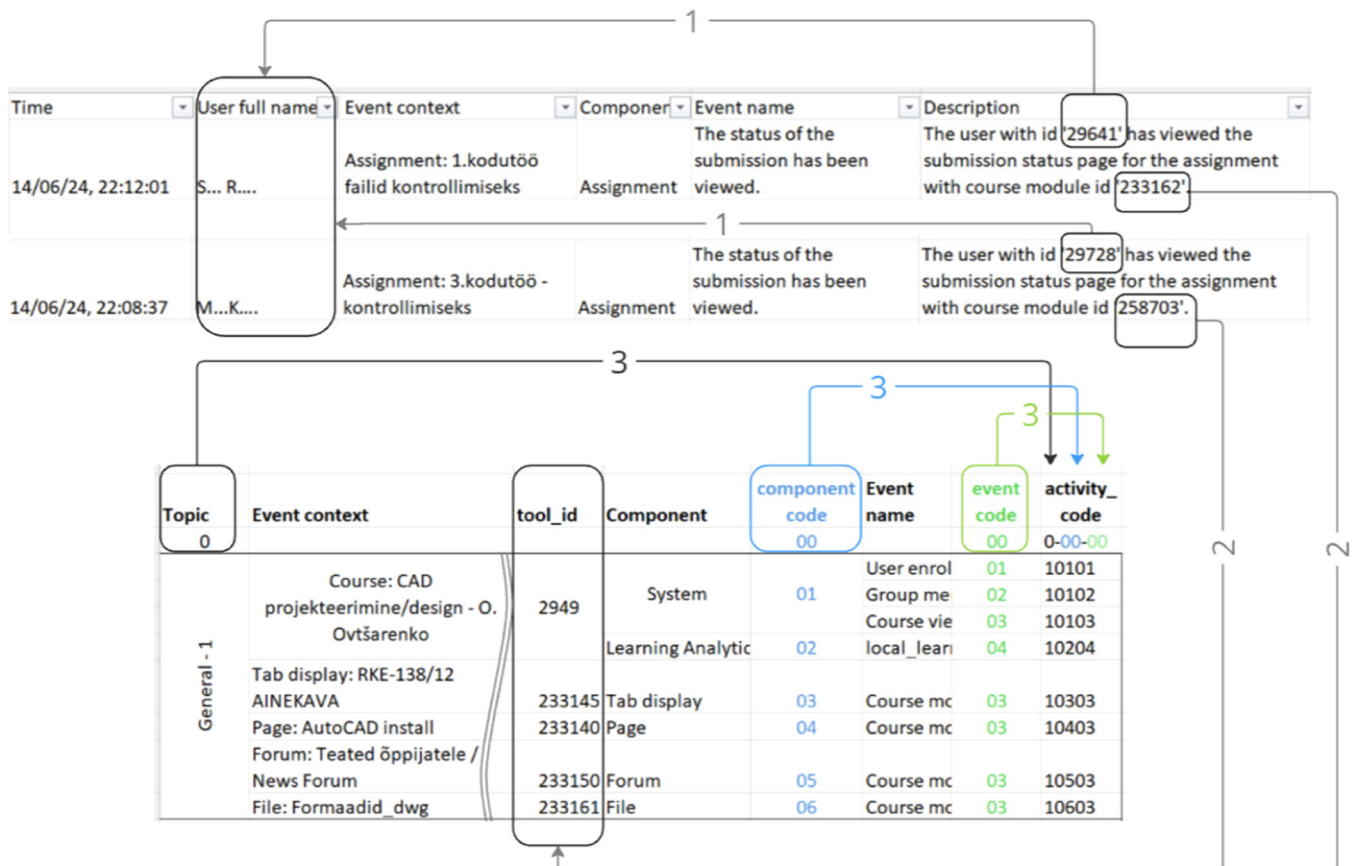 1
Time User full name Event context Componer Event name Description
14/06/24, 22:12:01 S... R.... Assignment: 1.kodutöö failid kontrollimiseks Assignment The status of the submission has been viewed. The user with id '29641' has viewed the submission status page for the assignment with course module id '233162'.
1
14/06/24, 22:08:37 M...K.... Assignment: 3.kodutöö - kontrollimiseks Assignment The status of the submission has been viewed. The user with id '29728' has viewed the submission status page for the assignment with course module id '258703'.
3
3
3
Topic Event context tool_id Component component code Event name event code activity_ code
0 00 00 0-00-00
General - 1
Course: CAD projekteerimine/design - O. Ovtšarenko 2949 System 01 User enrol 01 10101
Group me 02 10102
Course vie 03 10103
Learning Analytic 02 local_learı 04 10204
Tab display: RKE-138/12 AINEKAVA 233145 Tab display 03 Course mc 03 10303
Page: AutoCAD install 233140 Page 04 Course mc 03 10403
Forum: Teated õppijatele / News Forum 233150 Forum 05 Course mc 03 10503
File: Formaadid_dwg 233161 File 06 Course mc 03 10603
2
2